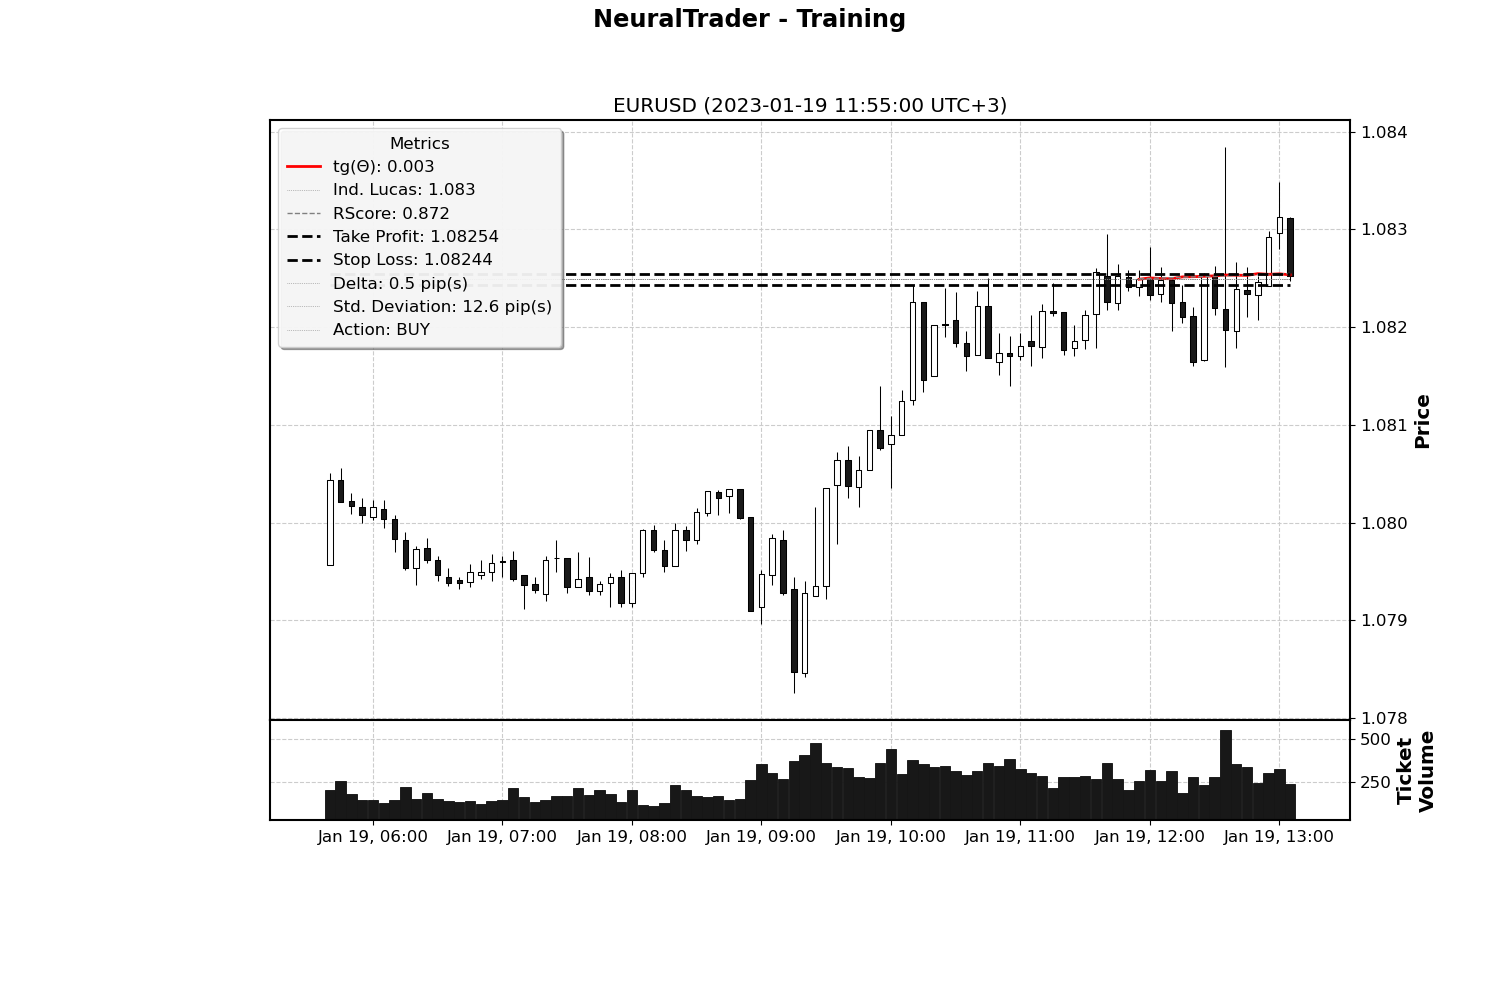 NeuralTrader - Training
EURUSD (2023-01-19 11:55:00 UTC+3)
Metrics
tg(Θ): 0.003
Ind. Lucas: 1.083
RScore: 0.872
Take Profit: 1.08254
Stop Loss: 1.08244
Delta: 0.5 pip(s)
Std. Deviation: 12.6 pip(s)
Action: BUY
1.084
1.083
1.082
1.081
1.080
1.079
1.078
Price
500
250
Ticket
Volume
Jan 19, 06:00
Jan 19, 07:00
Jan 19, 08:00
Jan 19, 09:00
Jan 19, 10:00
Jan 19, 11:00
Jan 19, 12:00
Jan 19, 13:00